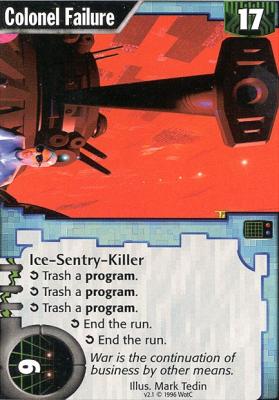 Colonel Failure
17
Ice-Sentry-Killer
Trash a program.
Trash a program.
Trash a program.
End the run.
End the run.
6
War is the continuation of
business by other means.
Illus. Mark Tedin
v2.1 © 1996 WotC